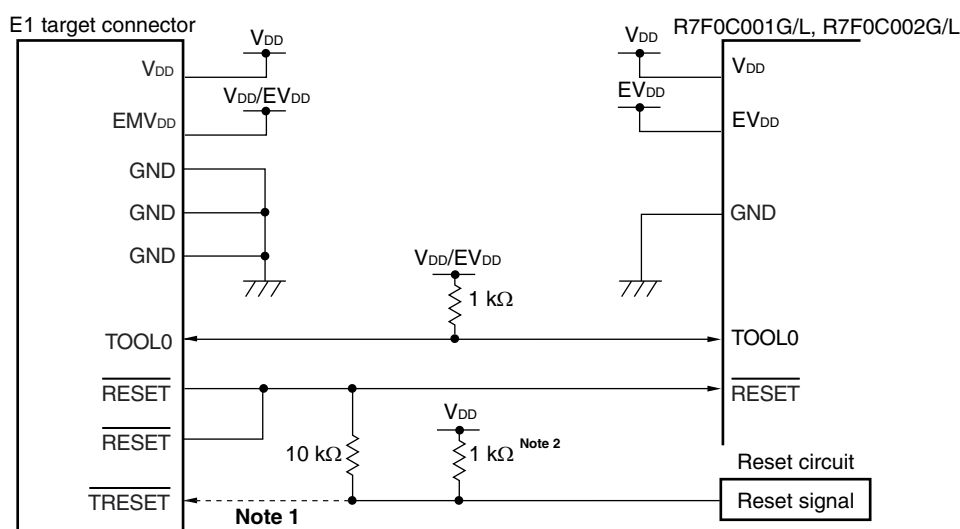 E1 target connector
R7F0C001G/L, R7F0C002G/L
VDD
VDD
VDD
VDD
VDD/EVDD
EVDD
EMVDD
EVDD
GND
GND
GND
GND
VDD/EVDD
1 kΩ
TOOL0
TOOL0
RESET
RESET
VDD
RESET
10 kΩ
1 kΩ Note 2
Reset circuit
TRESET
Note 1
Reset signal